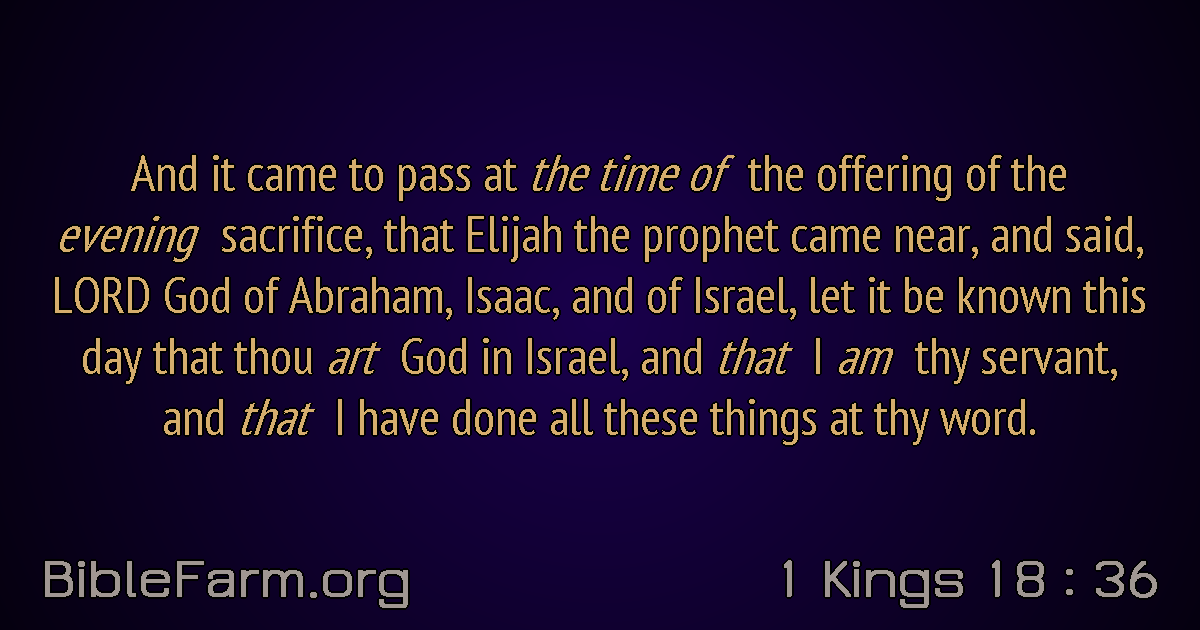 And it came to pass at the time of the offering of the
evening sacrifice, that Elijah the prophet came near, and said,
LORD God of Abraham, Isaac, and of Israel, let it be known this
day that thou art God in Israel, and that I am thy servant,
and that I have done all these things at thy word.
BibleFarm.org
1 Kings 18 : 36